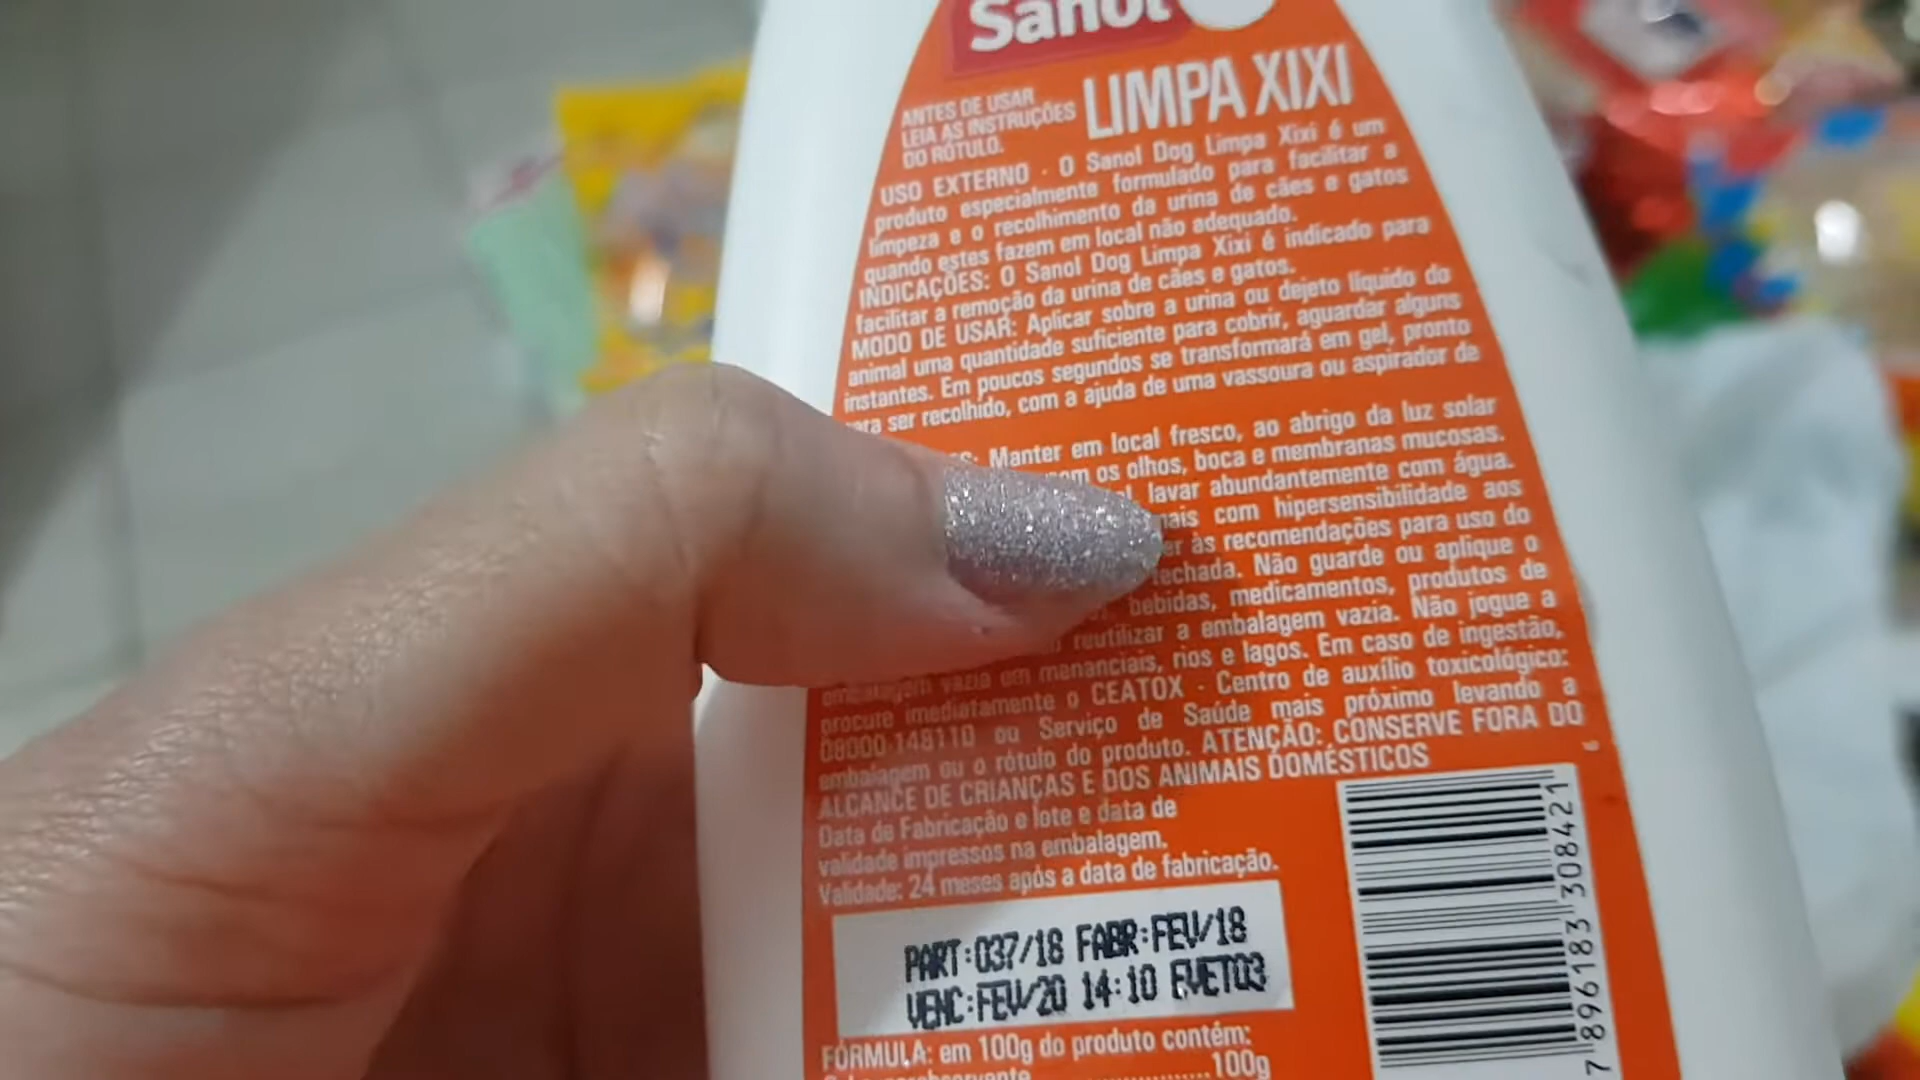 Sanol
LIMPA XIXI
ANTES DE USAR
LEIA AS INSTRUÇÕES
DO RÓTULO.
USO EXTERNO - O Sanol Dog Limpa Xixi é um
produto especialmente formulado para facilitar a
limpeza e o recolhimento da urina de cães e gatos
quando estes fazem em local não adequado.
INDICAÇÕES: O Sanol Dog Limpa Xixi é indicado para
facilitar a remoção da urina de cães e gatos.
MODO DE USAR: Aplicar sobre a urina ou dejeto líquido do
animal uma quantidade suficiente para cobrir, aguardar alguns
instantes. Em poucos segundos se transformará em gel, pronto
para ser recolhido, com a ajuda de uma vassoura ou aspirador de
Manter em local fresco, ao abrigo da luz solar
os olhos, boca e membranas mucosas.
lavar abundantemente com água.
com hipersensibilidade aos
às recomendações para uso do
fechada. Não guarde ou aplique o
bebidas, medicamentos, produtos de
reutilizar a embalagem vazia. Não jogue a
embalagem vazia em menanciais, rios e lagos. Em caso de ingestão,
procure imediatamente o CEATOX - Centro de auxílio toxicológico:
08000-148110 ou Serviço de Saúde mais próximo levando a
embalagem ou o rótulo do produto. ATENÇÃO: CONSERVE FORA DO
ALCANCE DE CRIANÇAS E DOS ANIMAIS DOMÉSTICOS
Data de Fabricação e lote e data de
validade impressos na embalagem.
Validade: 24 meses após a data de fabricação.
PART:037/18 FABR:FEV/18
VENC:FEV/20 14:10 EVET03
FÓRMULA: em 100g do produto contém:
100g
7 896183 308421